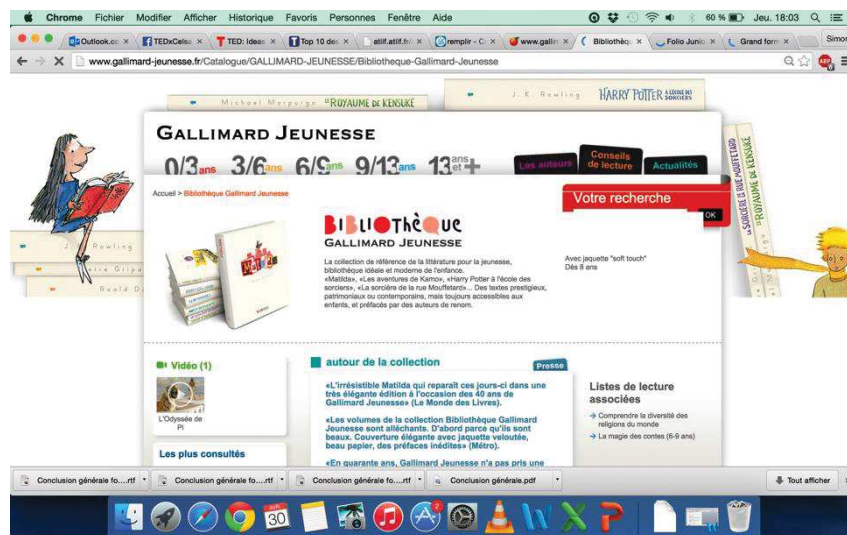 Chrome Fichier Modifier Afficher Historique Favoris Personnes Fenêtre Aide 60 % Jeu. 18:03
Outlook.co × TEDxCelsa × TED: Ideas × Top 10 des × atilf.atilf.fr/ × remplir - C × www.gallim × Bibliothèq × Folio Junio × Grand form × Simon
www.gallimard-jeunesse.fr/Catalogue/GALLIMARD-JEUNESSE/Bibliotheque-Gallimard-Jeunesse
Michael Morpurgo LE ROYAUME DE KENSUKÉ
J. K. Rowling HARRY POTTER À L'ÉCOLE DES SORCIERS
GALLIMARD JEUNESSE
0/3 ans 3/6 ans 6/9 ans 9/13 ans 13 ans et +
Les auteurs
Conseils de lecture
Actualités
Accueil > Bibliothèque Gallimard Jeunesse
Votre recherche
OK
LA SORCIÈRE DE LA RUE MOUFFETARD
LE ROYAUME DE KENSUKÉ
BIBLIOTHÈQUE
GALLIMARD JEUNESSE
La collection de référence de la littérature pour la jeunesse,
bibliothèque idéale et moderne de l'enfance.
«Matilda», «Les aventures de Kamo», «Harry Potter à l'école des
sorciers», «La sorcière de la rue Mouffetard»... Des textes prestigieux,
patrimoniaux ou contemporains, mais toujours accessibles aux
enfants, et préfacés par des auteurs de renom.
Avec jaquette "soft touch"
Dès 8 ans
Matilda
Rowling
Roald D
Vidéo (1)
L'Odyssée de
Pi
Les plus consultés
autour de la collection
Presse
«L'irrésistible Matilda qui reparaît ces jours-ci dans une
très élégante édition à l'occasion des 40 ans de
Gallimard Jeunesse» (Le Monde des Livres).
«Les volumes de la collection Bibliothèque Gallimard
Jeunesse sont alléchants. D'abord parce qu'ils sont
beaux. Couverture élégante avec jaquette veloutée,
beau papier, des préfaces inédites» (Métro).
«En quarante ans, Gallimard Jeunesse n'a pas pris une
Listes de lecture
associées
Comprendre la diversité des
religions du monde
La magie des contes (6-9 ans)
Conclusion générale fo....rtf Conclusion générale fo....rtf Conclusion générale fo....rtf Conclusion générale.pdf Tout afficher
30
2